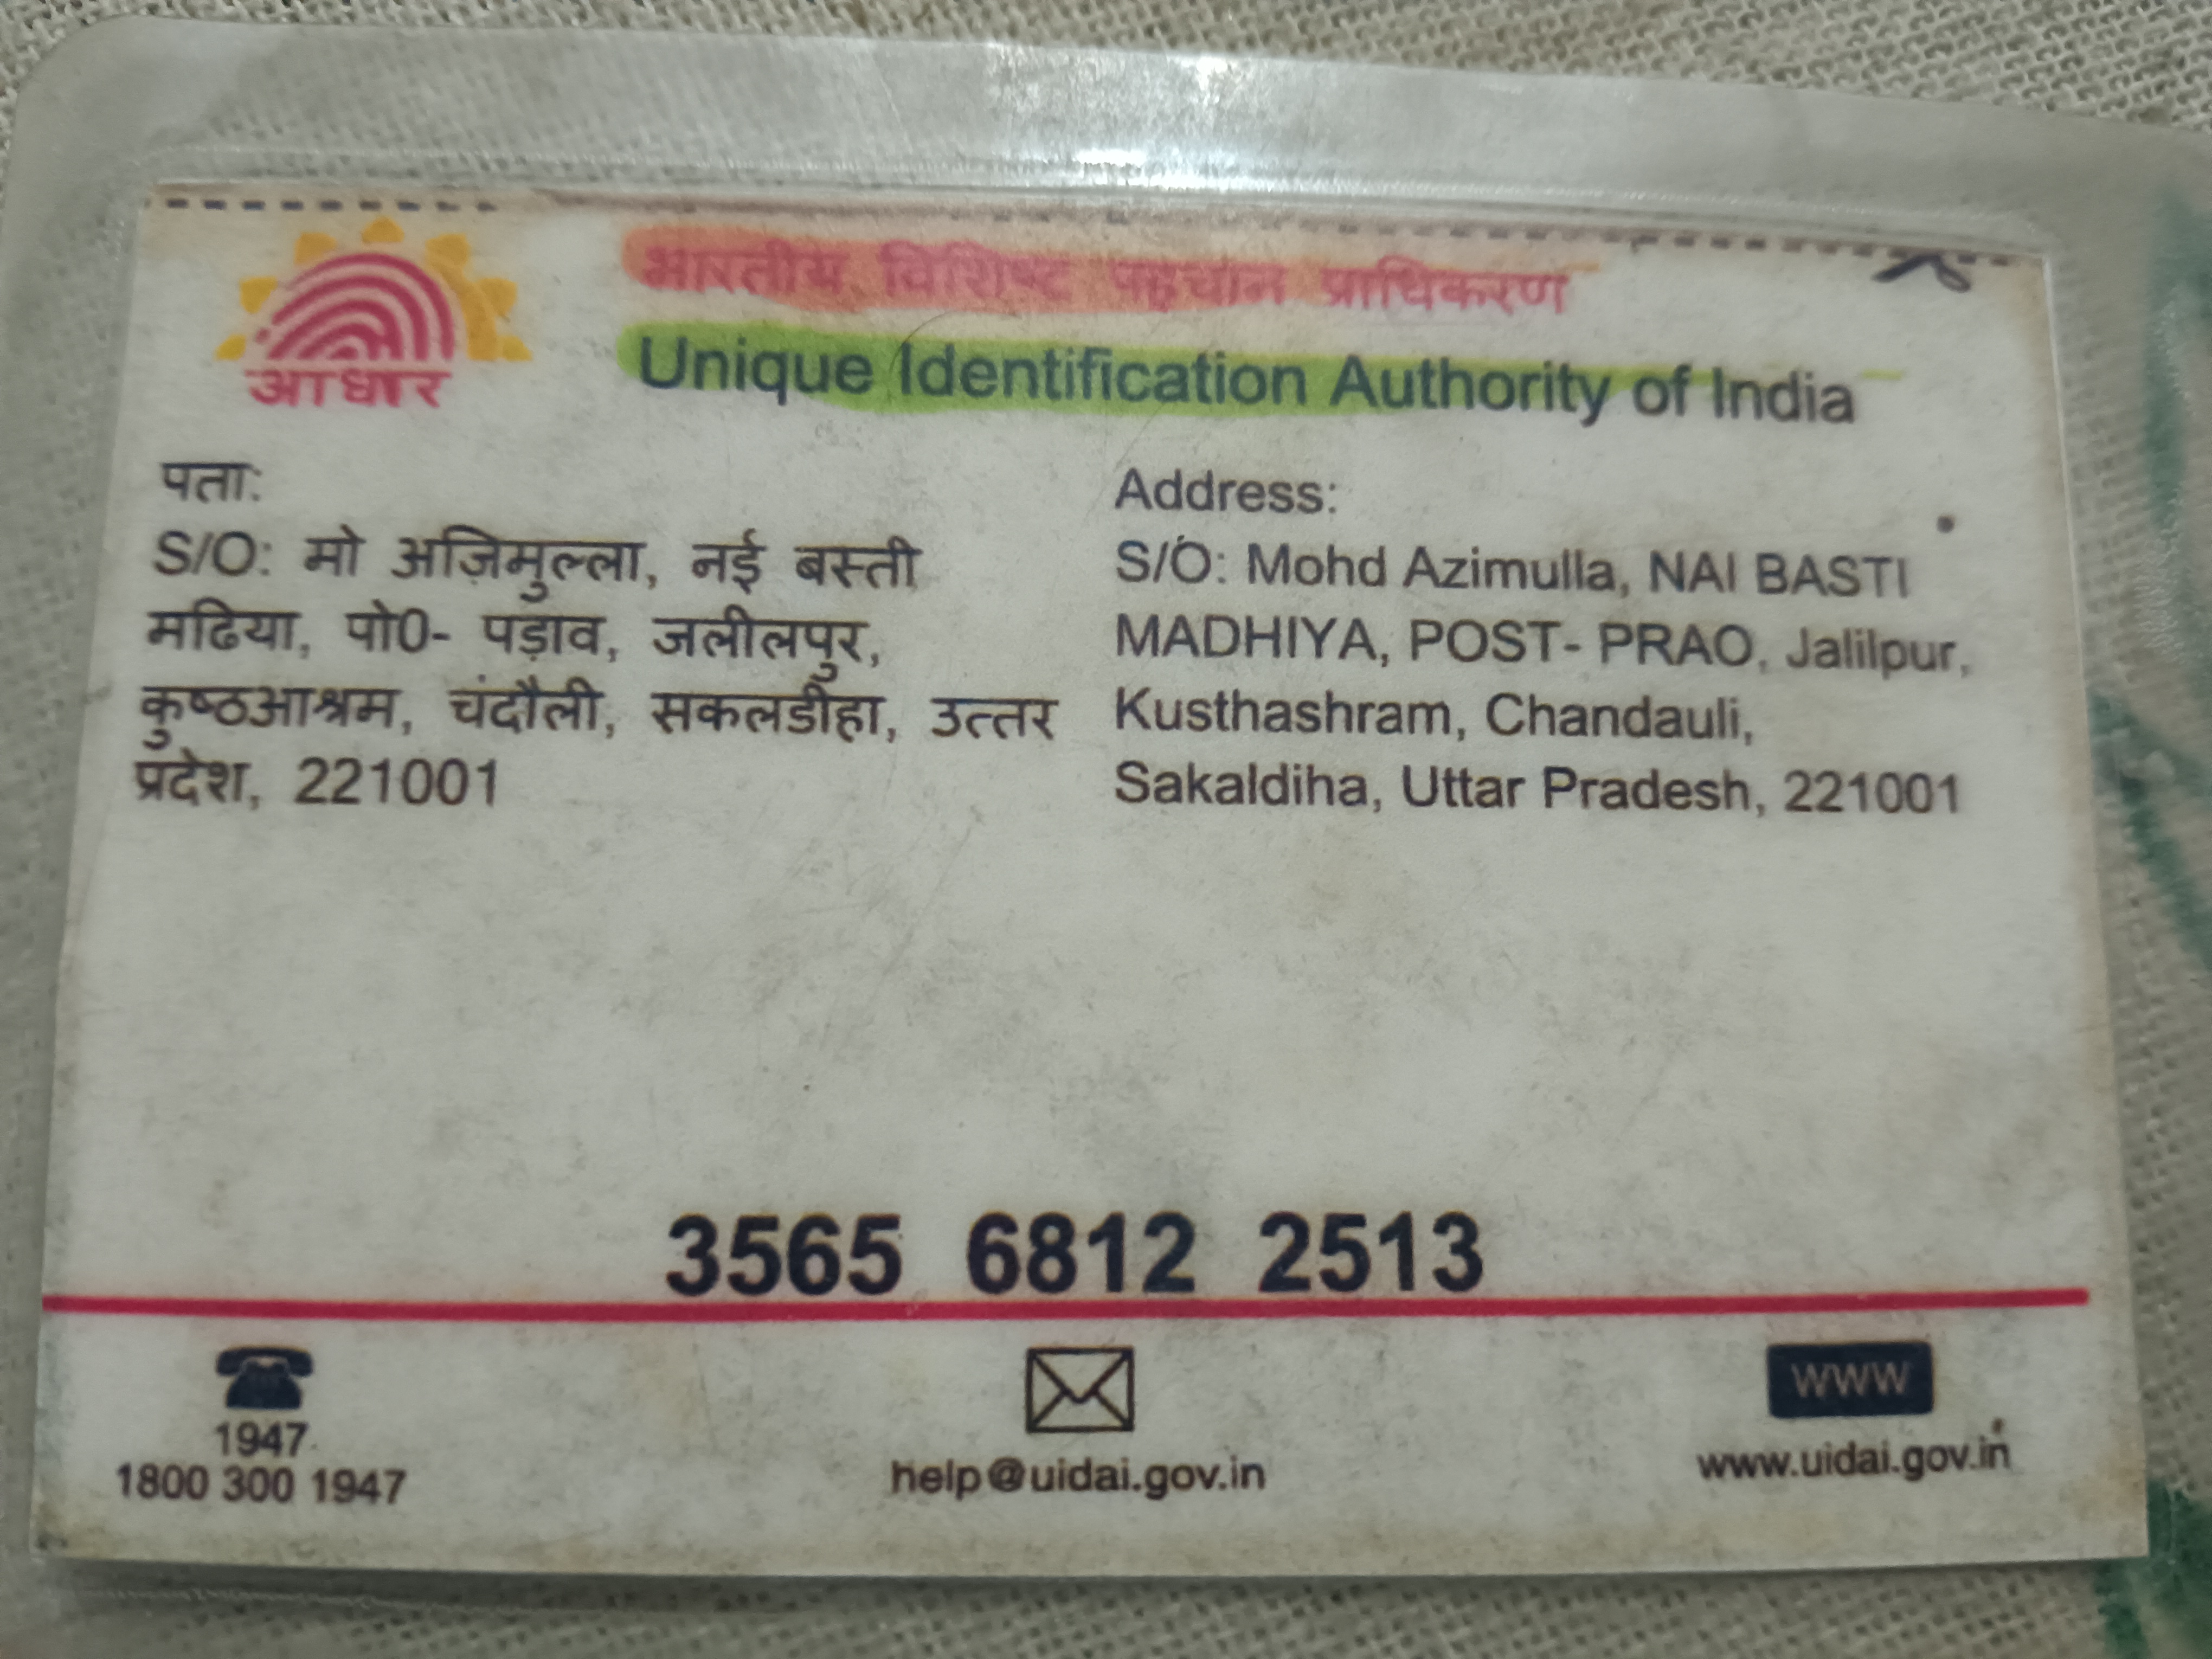 आधार
भारतीय विशिष्ट पहचान प्राधिकरण
Unique Identification Authority of India
पता:
S/O: मो अज़िमुल्ला, नई बस्ती
मढिया, पो0- पड़ाव, जलीलपुर,
कुष्ठआश्रम, चंदौली, सकलडीहा, उत्तर
प्रदेश, 221001
Address:
S/O: Mohd Azimulla, NAI BASTI
MADHIYA, POST- PRAO, Jalilpur,
Kusthashram, Chandauli,
Sakaldiha, Uttar Pradesh, 221001
3565 6812 2513
1947
1800 300 1947
help@uidai.gov.in
www
www.uidai.gov.in